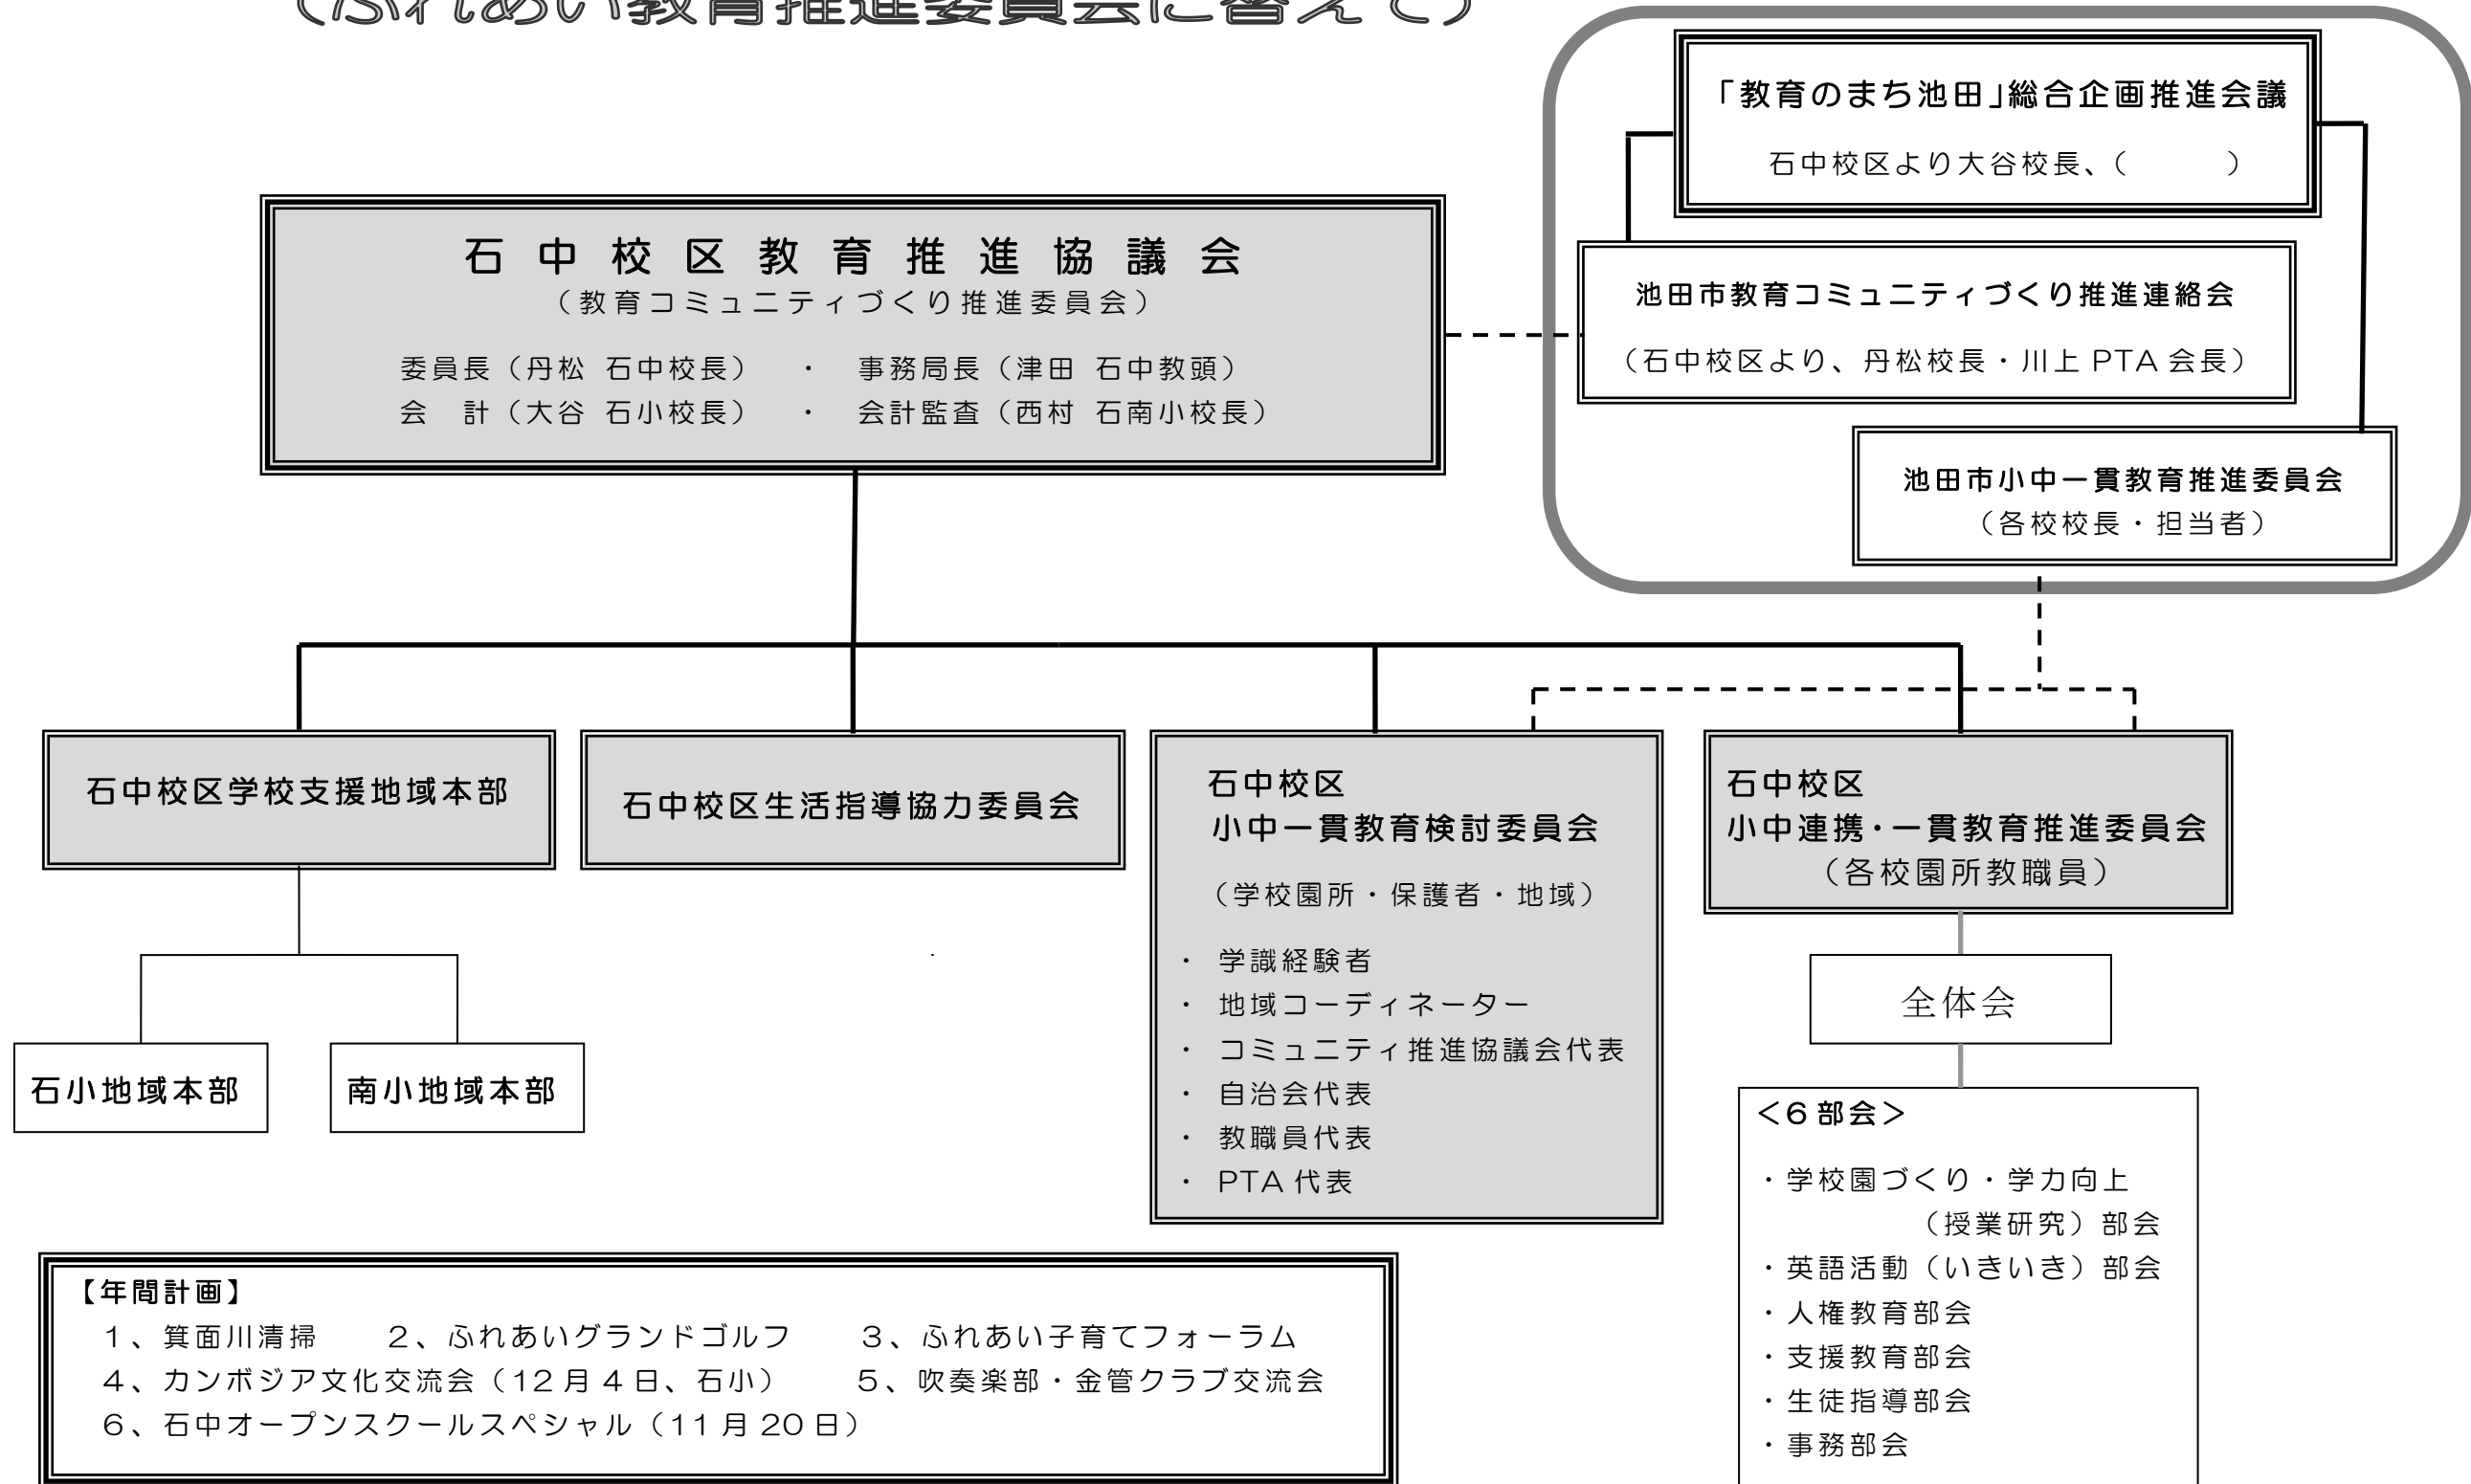 （ふれあい教育推進委員会に替えて）
「教育のまち池田」総合企画推進会議
石中校区より大谷校長、（　　　）
石中校区教育推進協議会
（教育コミュニティづくり推進委員会）
委員長（丹松 石中校長）　・　事務局長（津田 石中教頭）
会　計（大谷 石小校長）　・　会計監査（西村 石南小校長）
池田市教育コミュニティづくり推進連絡会
（石中校区より、丹松校長・川上 PTA 会長）
池田市小中一貫教育推進委員会
（各校校長・担当者）
石中校区学校支援地域本部
石中校区生活指導協力委員会
石中校区
小中一貫教育検討委員会
（学校園所・保護者・地域）
・ 学識経験者
・ 地域コーディネーター
・ コミュニティ推進協議会代表
・ 自治会代表
・ 教職員代表
・ PTA 代表
石中校区
小中連携・一貫教育推進委員会
（各校園所教職員）
全体会
石小地域本部
南小地域本部
＜６部会＞
・学校園づくり・学力向上
（授業研究）部会
・英語活動（いきいき）部会
・人権教育部会
・支援教育部会
・生徒指導部会
・事務部会
【年間計画】
１、箕面川清掃　　２、ふれあいグランドゴルフ　　３、ふれあい子育てフォーラム
４、カンボジア文化交流会（12 月 4 日、石小）　　５、吹奏楽部・金管クラブ交流会
６、石中オープンスクールスペシャル（11 月 20 日）